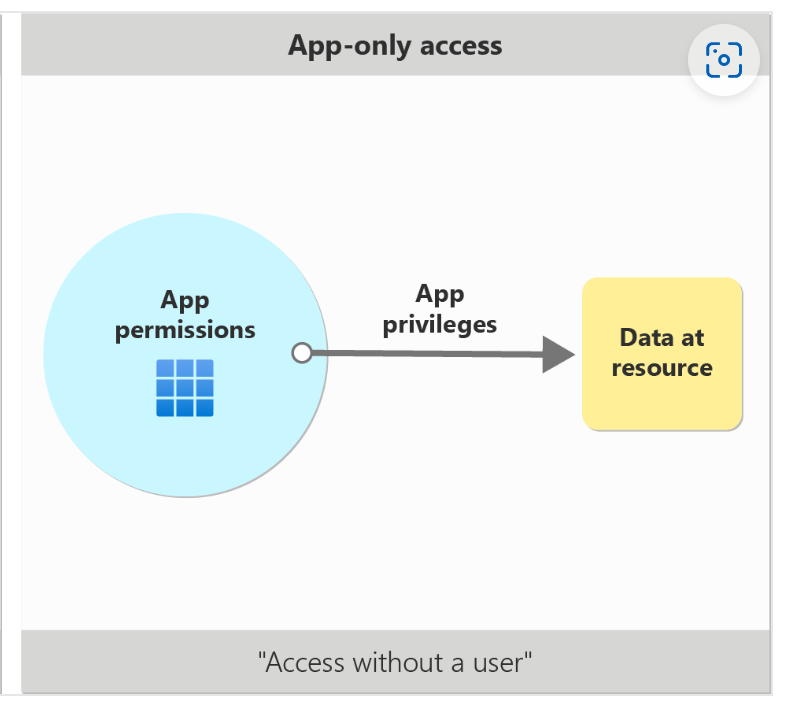 App-only access
App
permissions
App
privileges
Data at
resource
"Access without a user"